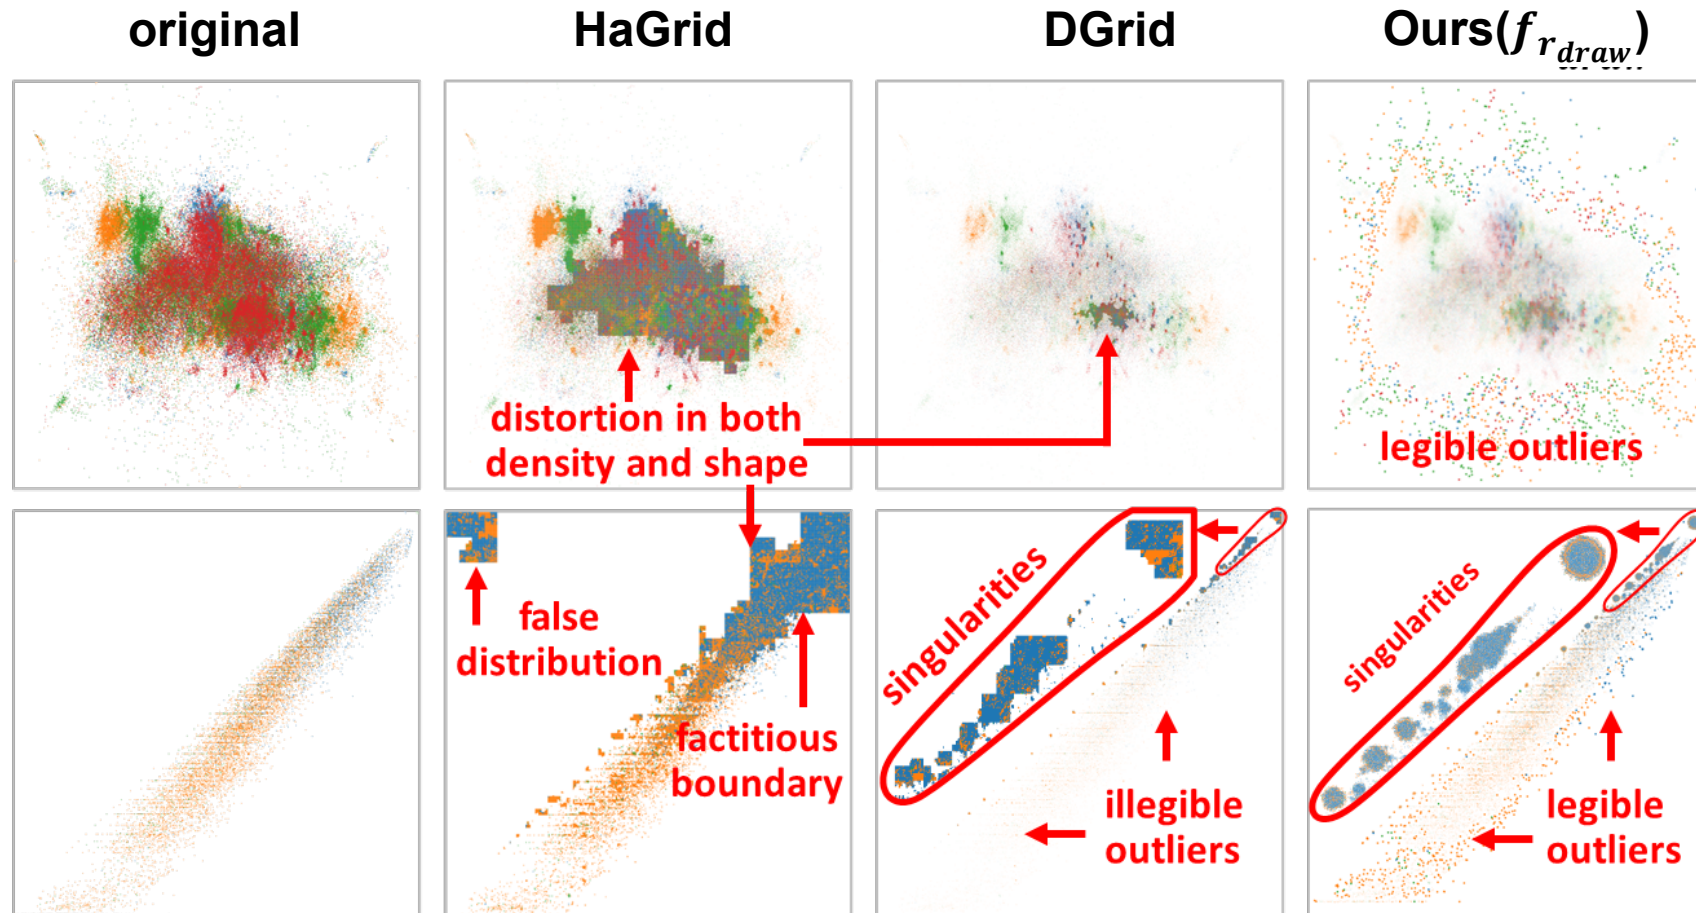 original
HaGrid
DGrid
Ours(f_{r_{draw}})
distortion in both
density and shape
legible outliers
false
distribution
factitious
boundary
singularities
illegible
outliers
singularities
legible
outliers